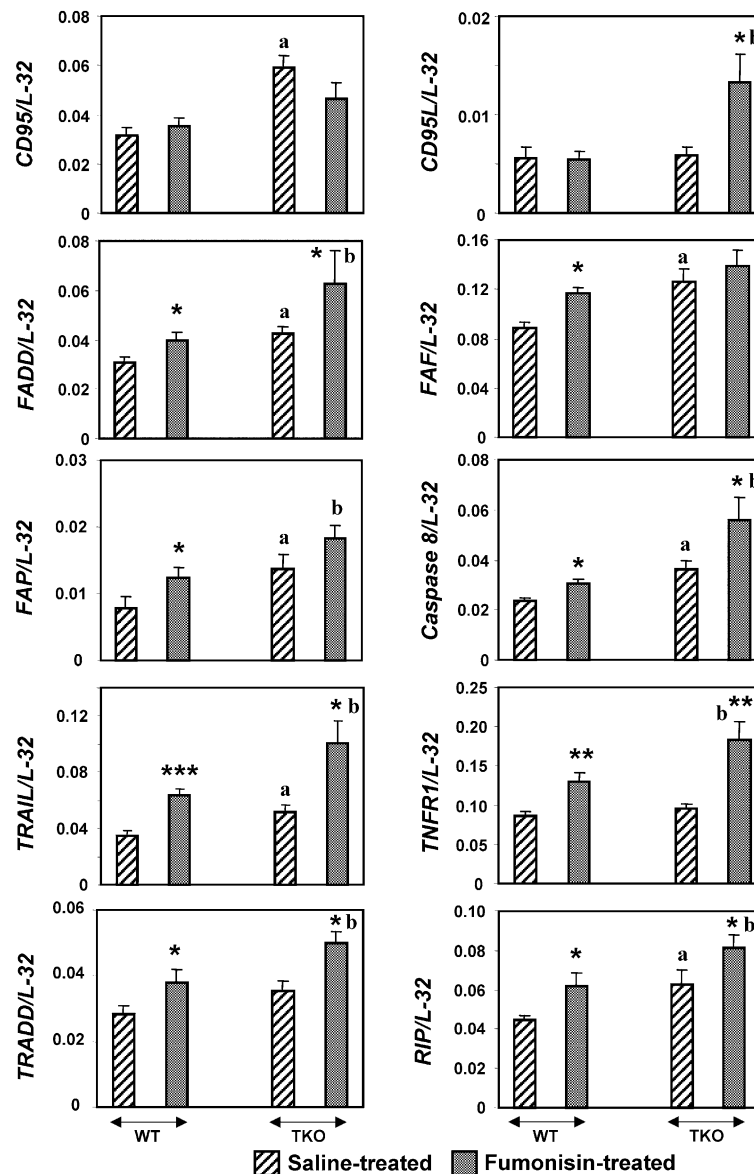 CD95/L-32
0.08
0.06
0.04
0.02
0
a
CD95L/L-32
0.02
0.01
0
* b
FADD/L-32
0.08
0.06
0.04
0.02
0
*
a
* b
FAF/L-32
0.16
0.12
0.08
0.04
0
*
a
FAP/L-32
0.03
0.02
0.01
0
*
a
b
Caspase 8/L-32
0.08
0.06
0.04
0.02
0
*
a
* b
TRAIL/L-32
0.12
0.08
0.04
0
***
a
* b
TNFR1/L-32
0.25
0.20
0.15
0.10
0.05
0
**
b **
TRADD/L-32
0.06
0.04
0.02
0
*
* b
RIP/L-32
0.10
0.08
0.06
0.04
0.02
0
*
a
* b
WT TKO
WT TKO
Saline-treated Fumonisin-treated